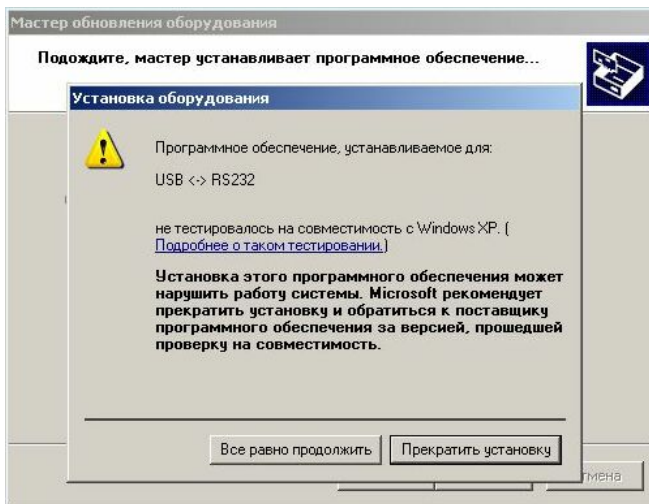 Мастер обновления оборудования
Подождите, мастер устанавливает программное обеспечение...
Установка оборудования
Программное обеспечение, устанавливаемое для:
USB <-> RS232
не тестировалось на совместимость с Windows XP. (
Подробнее о таком тестировании.)
Установка этого программного обеспечения может
нарушить работу системы. Microsoft рекомендует
прекратить установку и обратиться к поставщику
программного обеспечения за версией, прошедшей
проверку на совместимость.
Все равно продолжить Прекратить установку
тмена